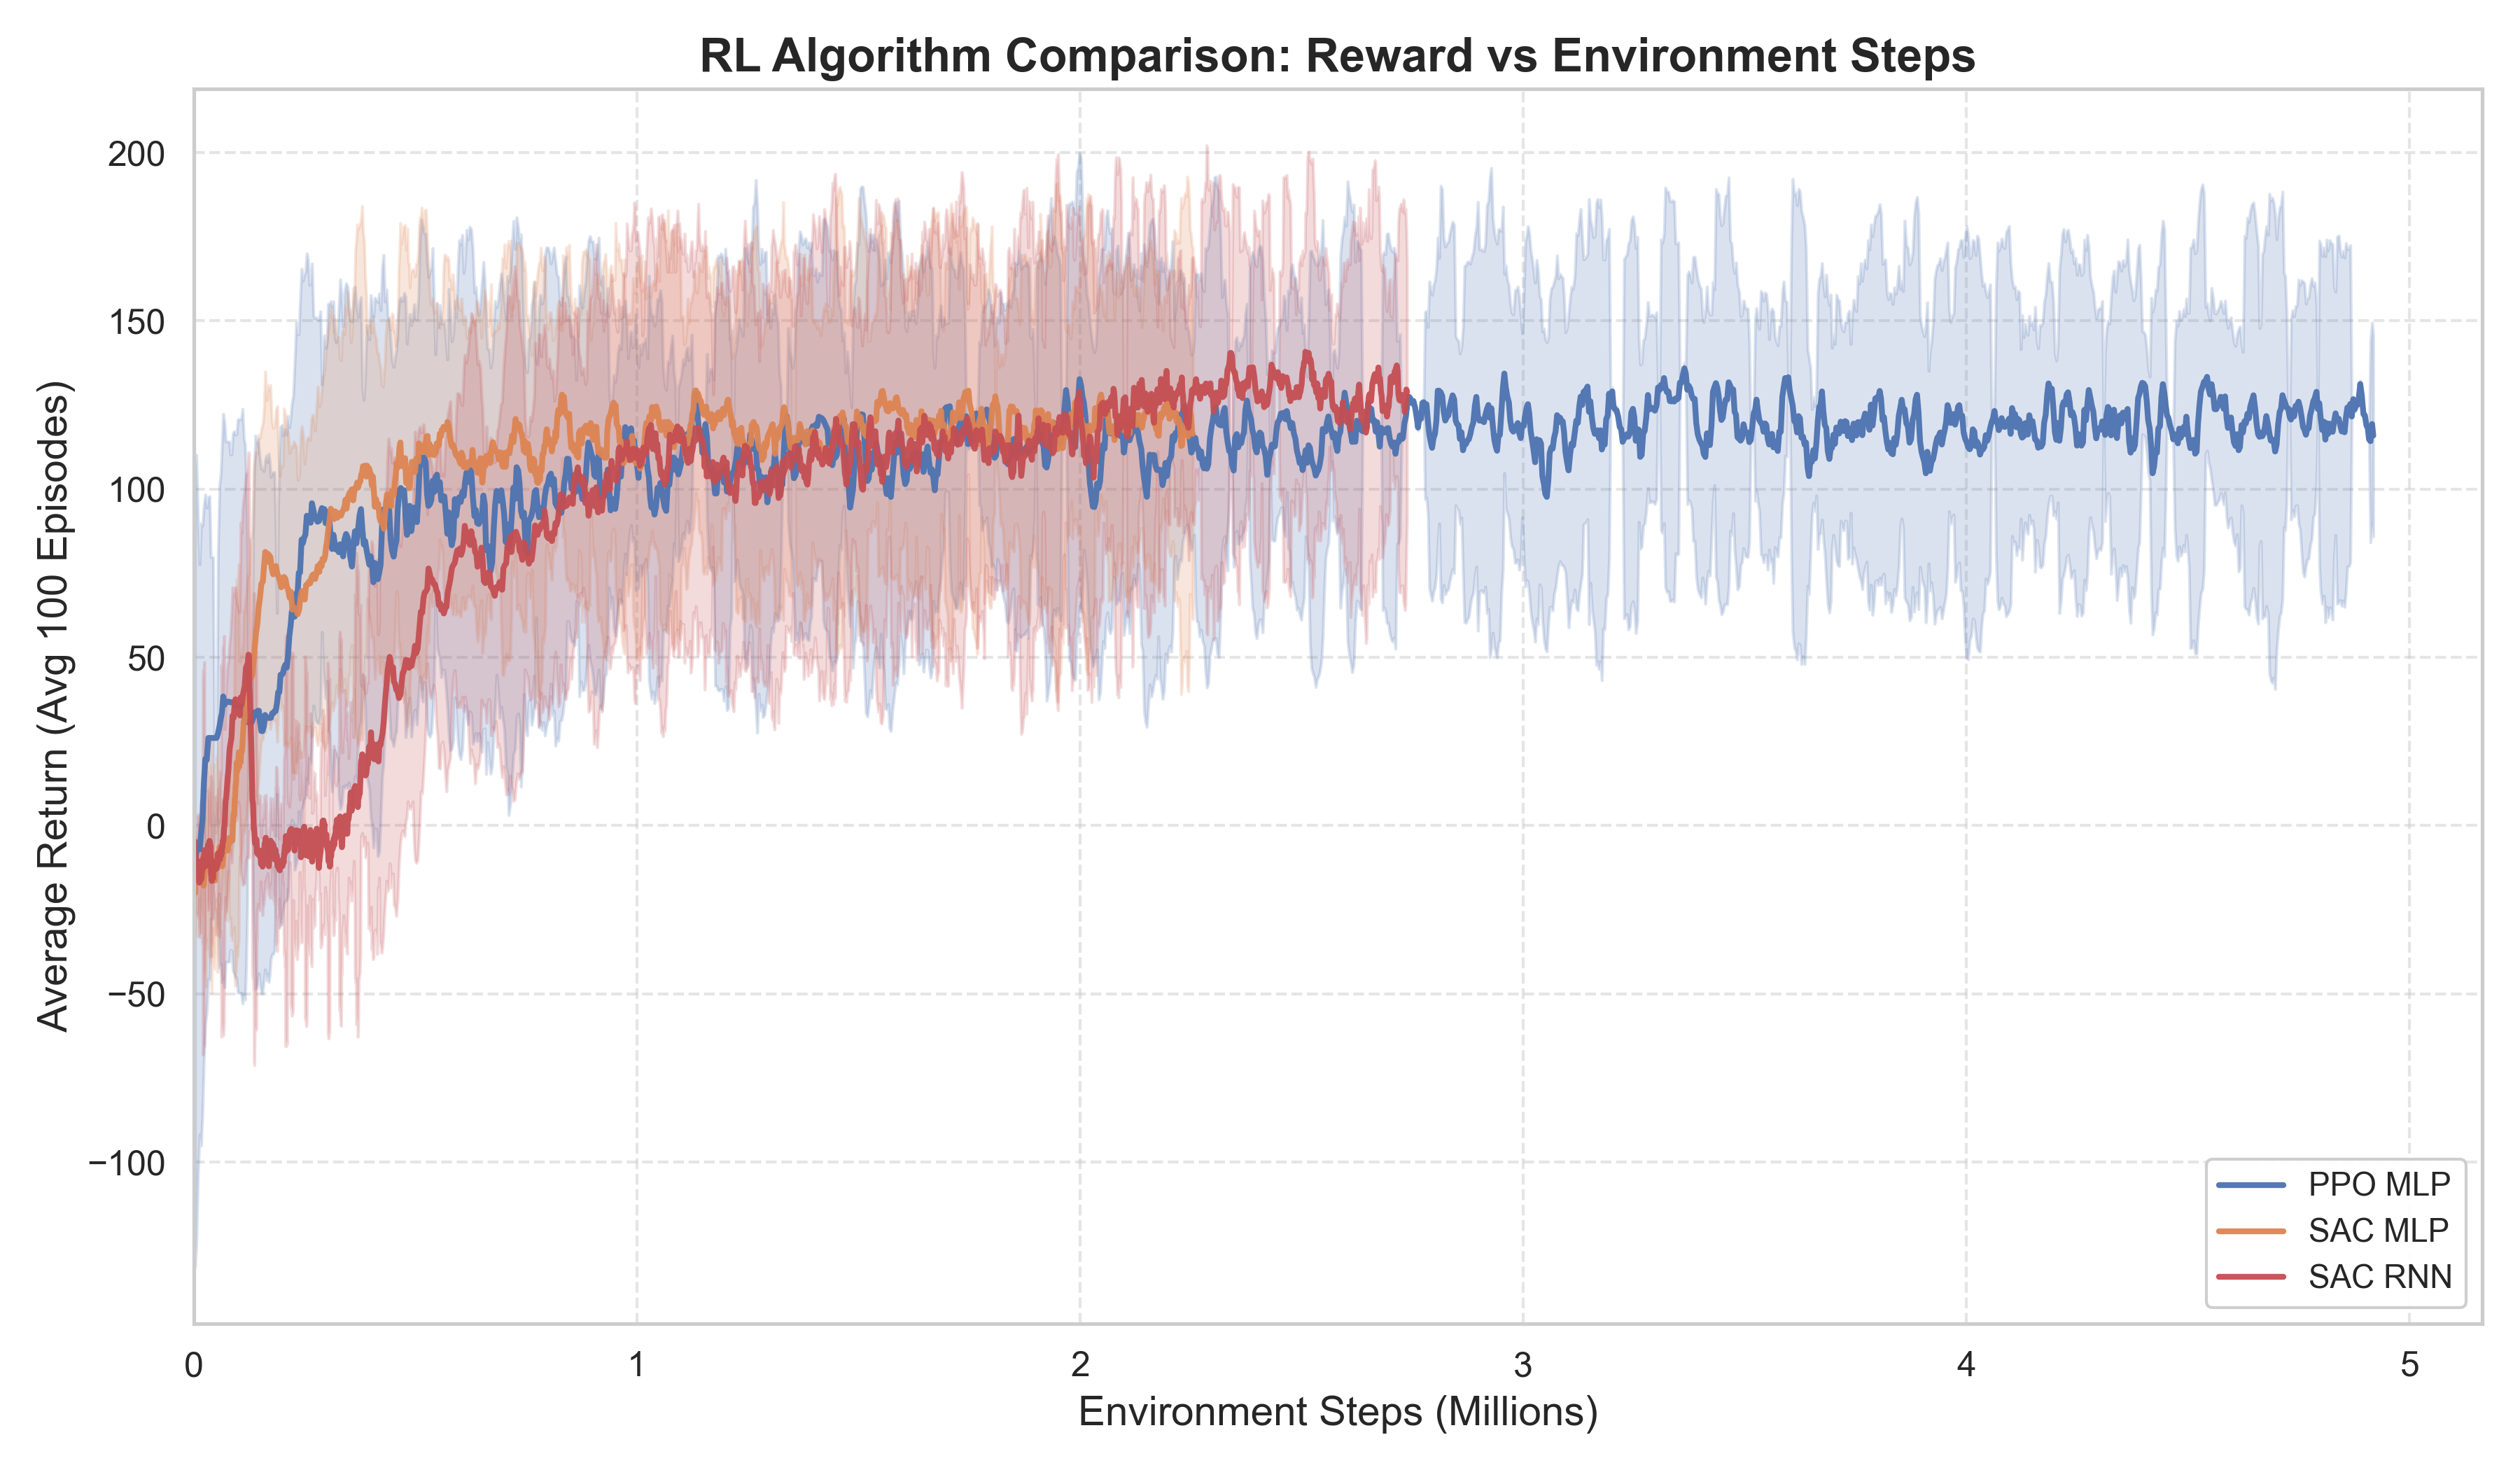 RL Algorithm Comparison: Reward vs Environment Steps
Average Return (Avg 100 Episodes)
200
150
100
50
0
−50
−100
0 1 2 3 4 5
Environment Steps (Millions)
PPO MLP
SAC MLP
SAC RNN